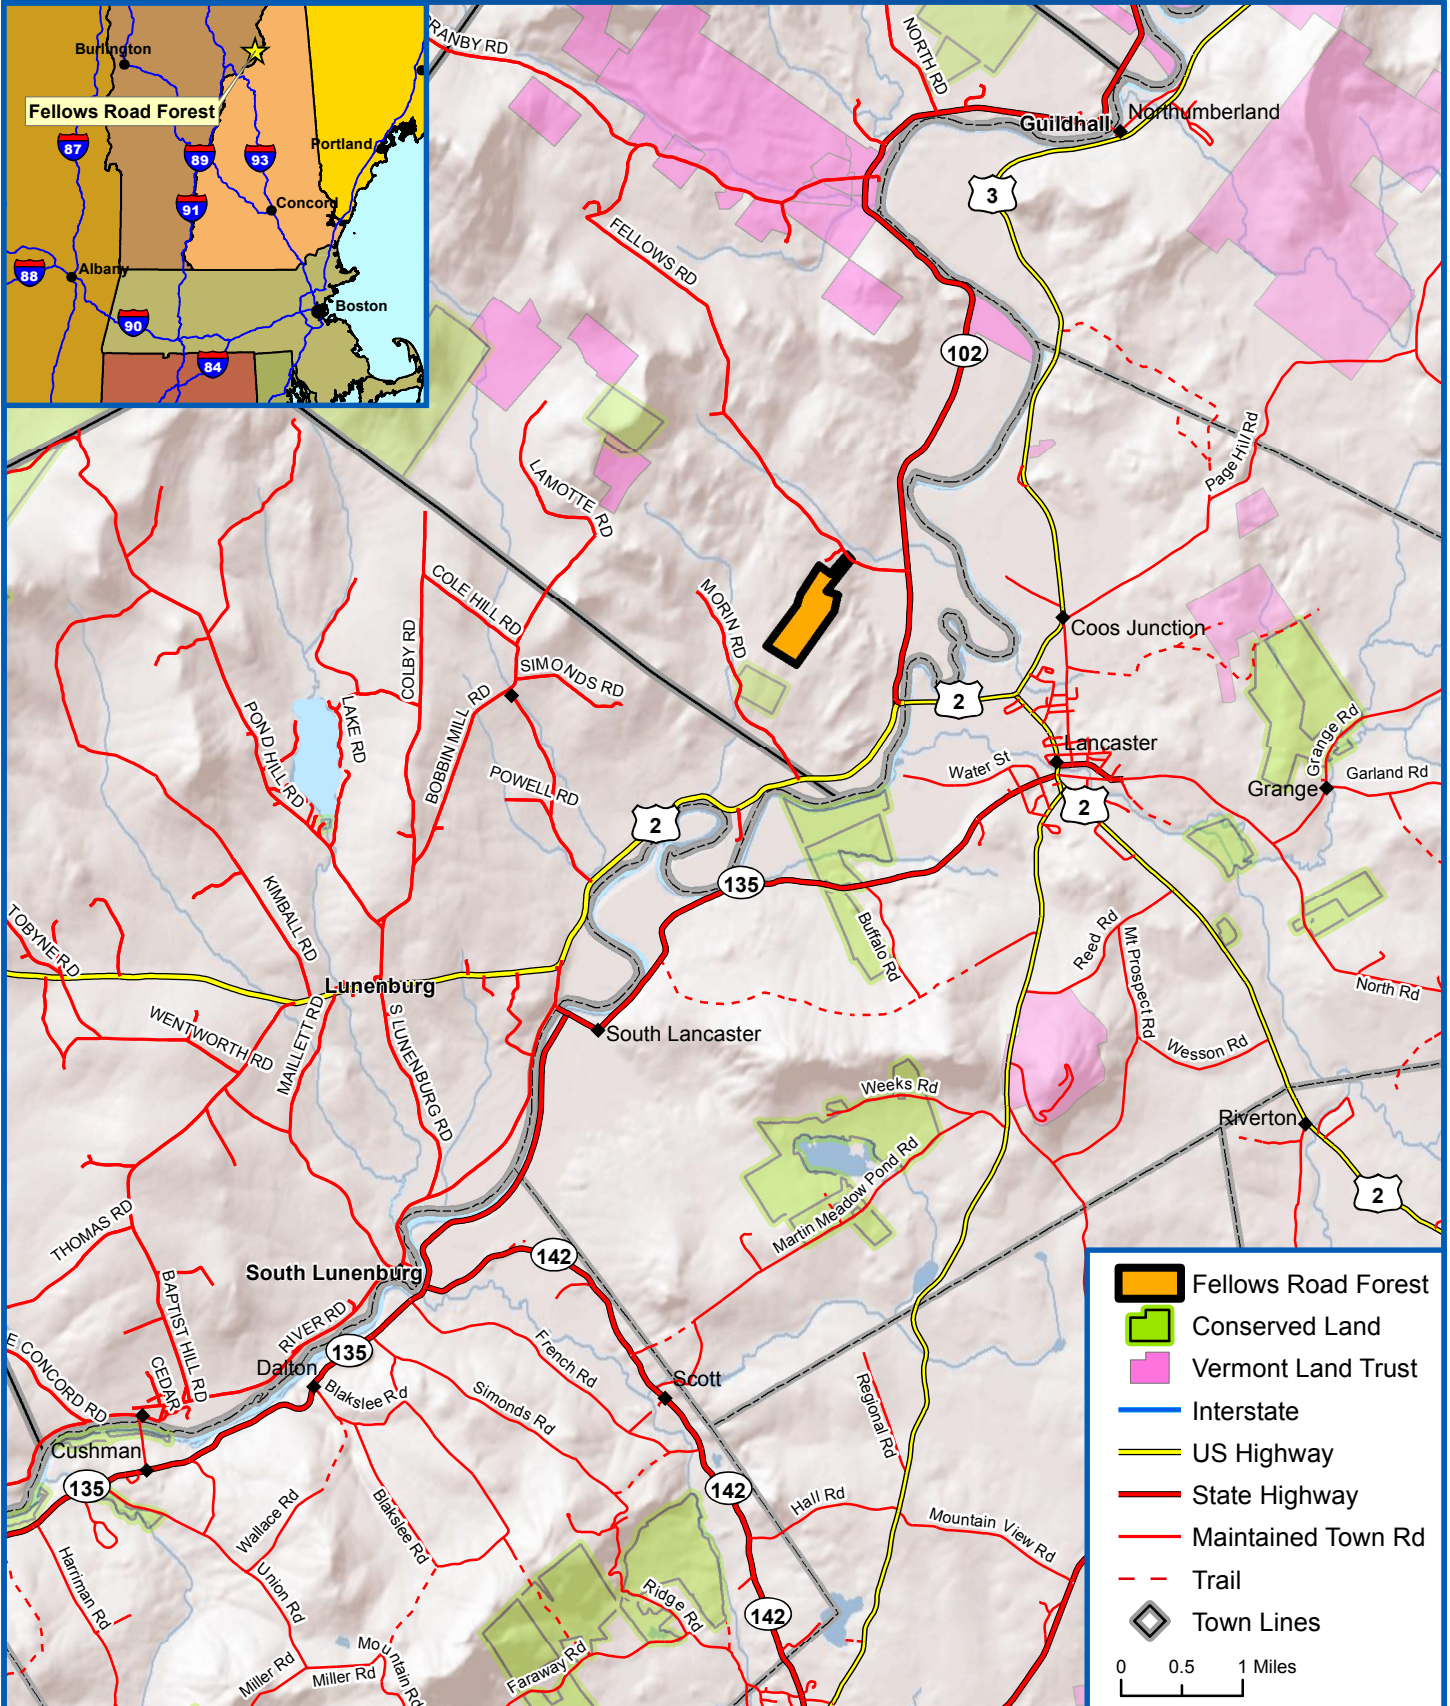 Burlington
Fellows Road Forest
87
89
93
Portland
91
Concord
88
Albany
Boston
90
84
RANBY RD
NORTH RD
Guildhall
Northumberland
3
FELLOWS RD
102
Page Hill Rd
LAMOTTE RD
COLE HILL RD
MORIN RD
COLBY RD
SIMONDS RD
Coos Junction
2
POND HILL RD
LAKE RD
BOBBIN MILL RD
POWELL RD
Lancaster
Water St
Grange Rd
Garland Rd
Grange
2
2
135
KIMBALL RD
TOBYNE RD
Buffalo Rd
Reed Rd
Mt Prospect Rd
Lunenburg
North Rd
WENTWORTH RD
MAILLETT RD
S LUNENBURG RD
South Lancaster
Wesson Rd
Weeks Rd
Riverton
Martin Meadow Pond Rd
2
THOMAS RD
142
South Lunenburg
BAPTIST HILL RD
RIVER RD
135
E CONCORD RD
CEDAR
Dalton
Blakslee Rd
French Rd
Scott
Simonds Rd
Regional Rd
Cushman
135
142
Hall Rd
Mountain View Rd
Wallace Rd
Blakslee Rd
Harriman Rd
Union Rd
Ridge Rd
142
Miller Rd
Miller Rd
Mountain Rd
Faraway Rd
Fellows Road Forest
Conserved Land
Vermont Land Trust
Interstate
US Highway
State Highway
Maintained Town Rd
Trail
Town Lines
0 0.5 1 Miles